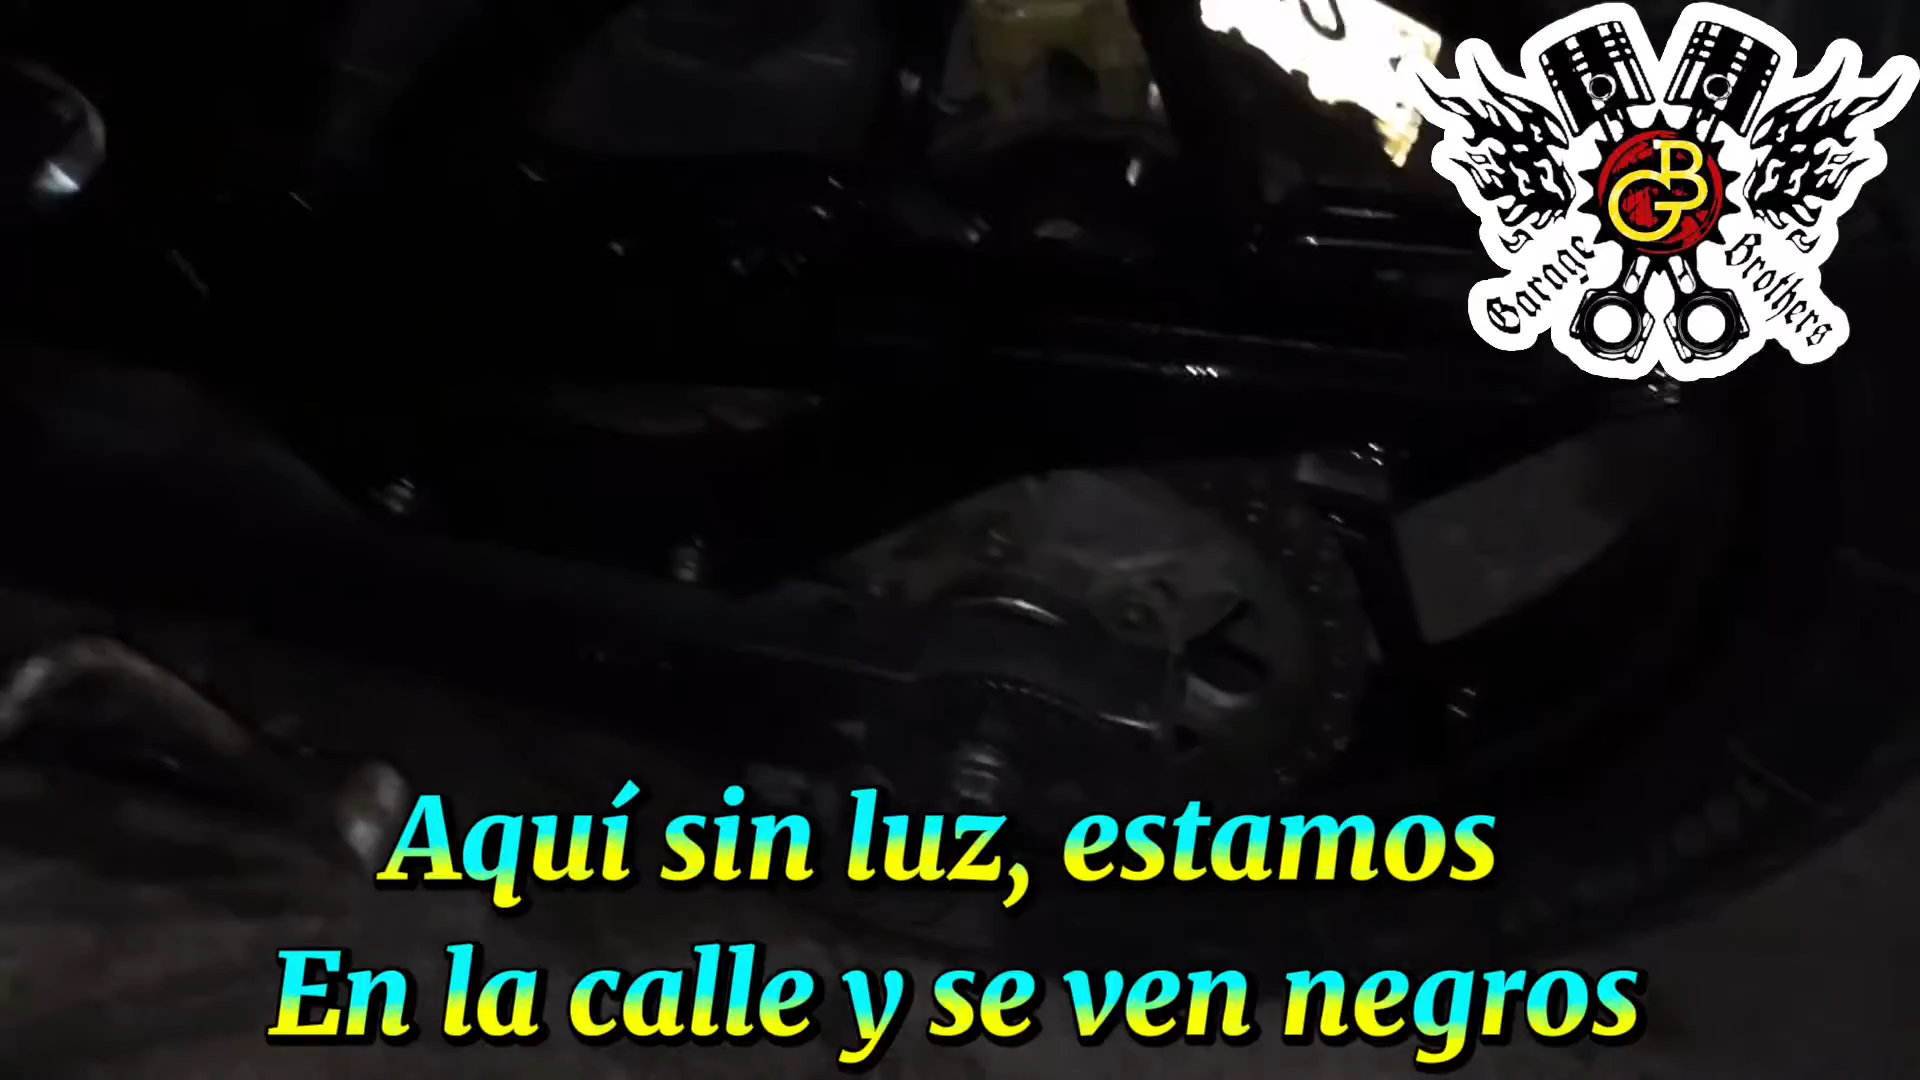 GB
Garage Brothers
Aquí sin luz, estamos
En la calle y se ven negros